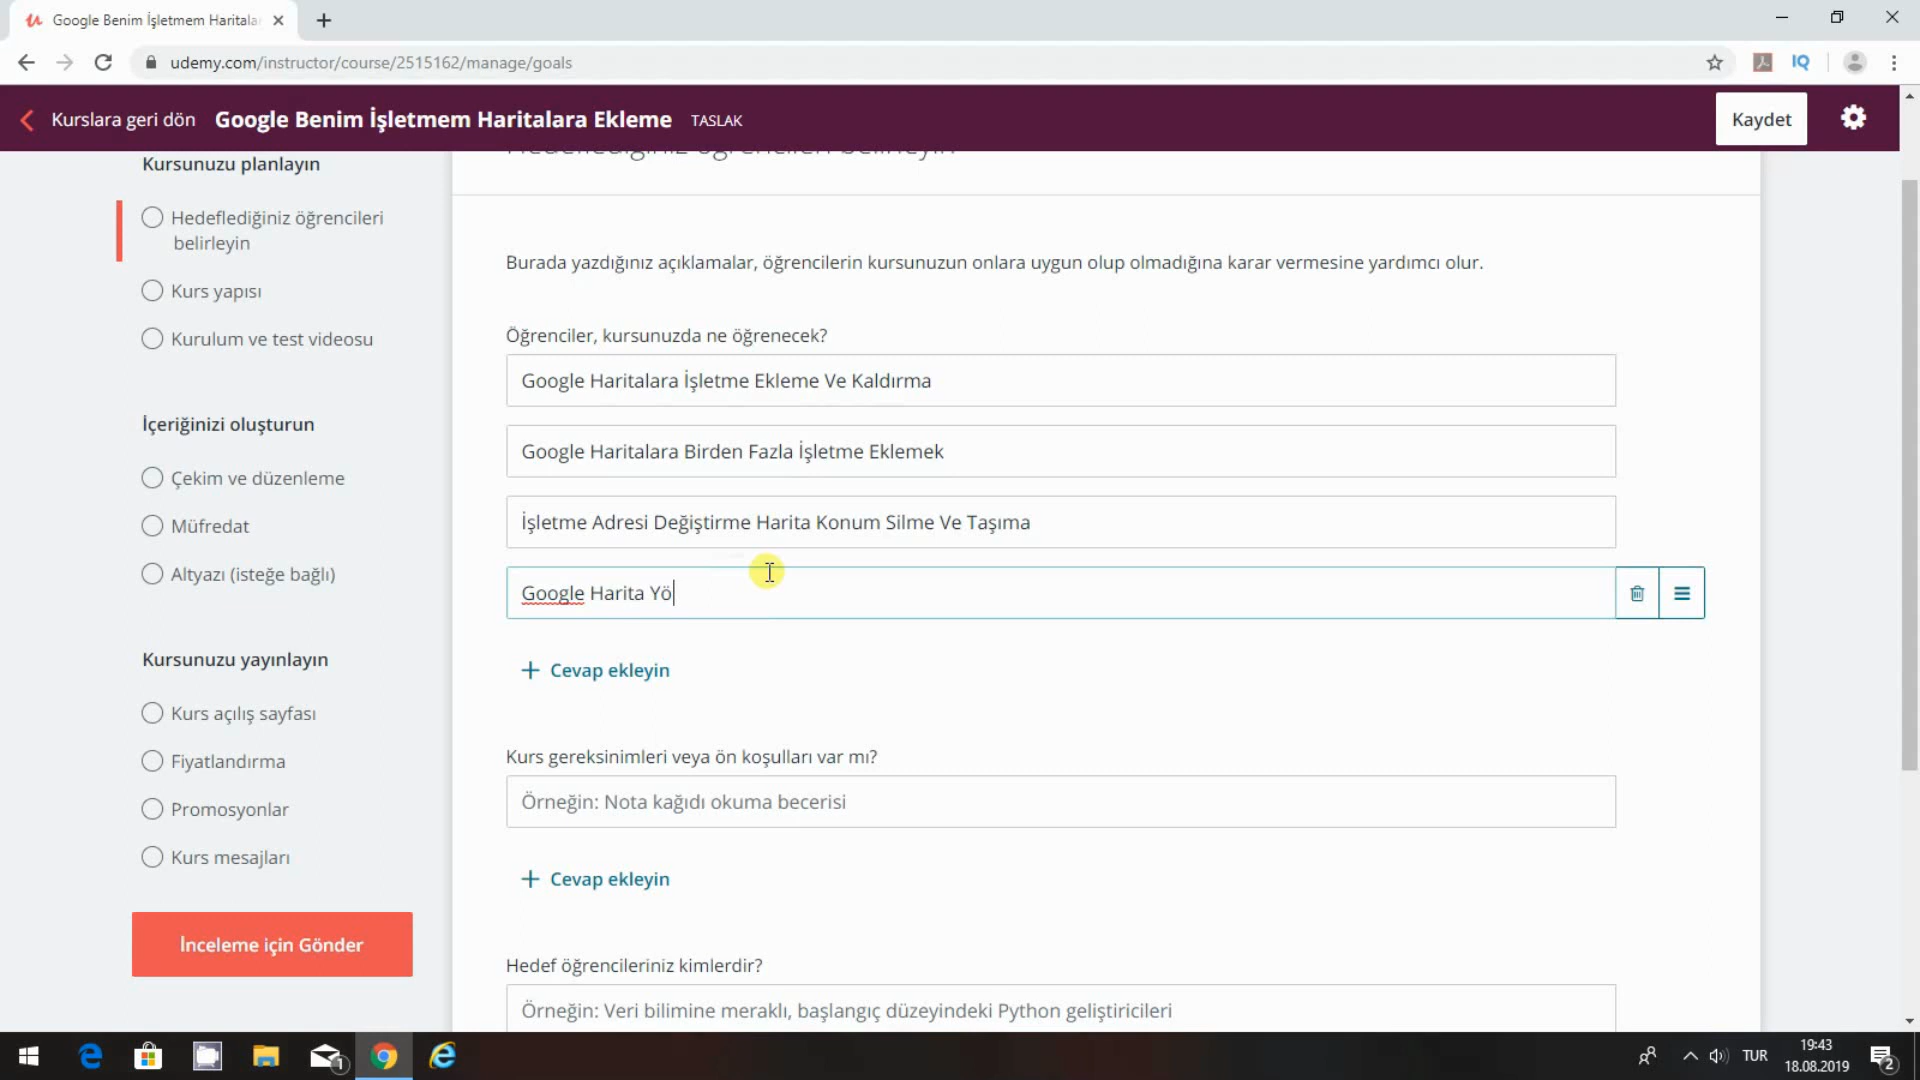 Google Benim İşletmem Haritala
udemy.com/instructor/course/2515162/manage/goals
IQ
Kurslara geri dön
Google Benim İşletmem Haritalara Ekleme
TASLAK
Kaydet
Kursunuzu planlayın
Hedeflediğiniz öğrencileri
belirleyin
Kurs yapısı
Kurulum ve test videosu
İçeriğinizi oluşturun
Çekim ve düzenleme
Müfredat
Altyazı (isteğe bağlı)
Kursunuzu yayınlayın
Kurs açılış sayfası
Fiyatlandırma
Promosyonlar
Kurs mesajları
İnceleme için Gönder
Hedeflediğiniz öğrencileri belirleyin
Burada yazdığınız açıklamalar, öğrencilerin kursunuzun onlara uygun olup olmadığına karar vermesine yardımcı olur.
Öğrenciler, kursunuzda ne öğrenecek?
Google Haritalara İşletme Ekleme Ve Kaldırma
Google Haritalara Birden Fazla İşletme Eklemek
İşletme Adresi Değiştirme Harita Konum Silme Ve Taşıma
Google Harita Yö
Cevap ekleyin
Kurs gereksinimleri veya ön koşulları var mı?
Örneğin: Nota kağıdı okuma becerisi
Cevap ekleyin
Hedef öğrencileriniz kimlerdir?
Örneğin: Veri bilimine meraklı, başlangıç düzeyindeki Python geliştiricileri
1
TUR
19:43
18.08.2019
2